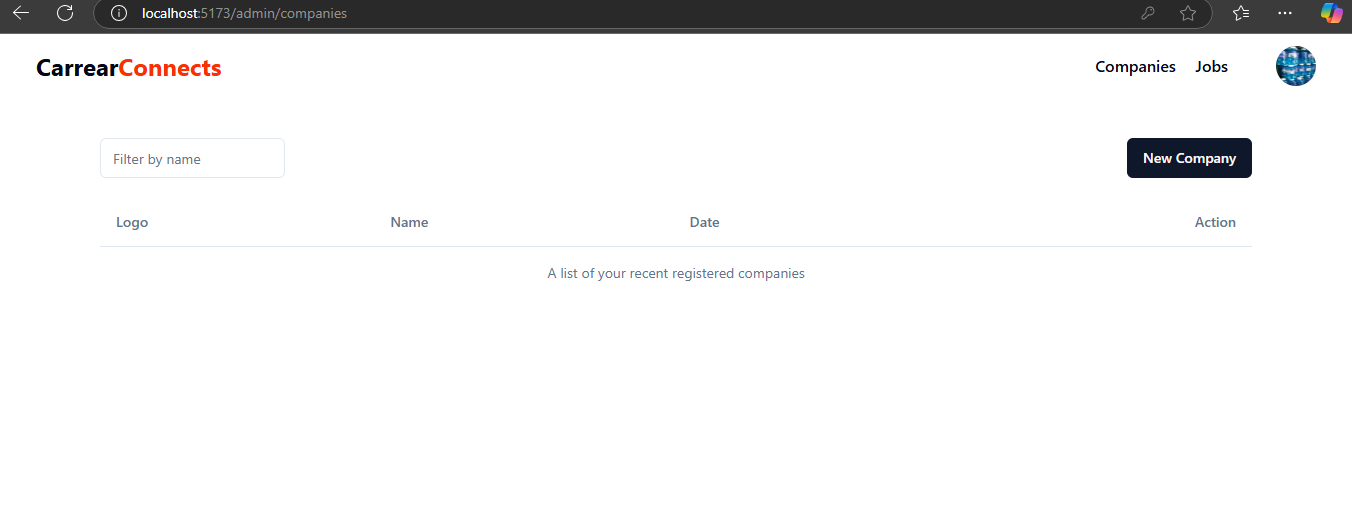 localhost:5173/admin/companies
CarrearConnects
Companies Jobs
Filter by name
New Company
Logo Name Date Action
A list of your recent registered companies